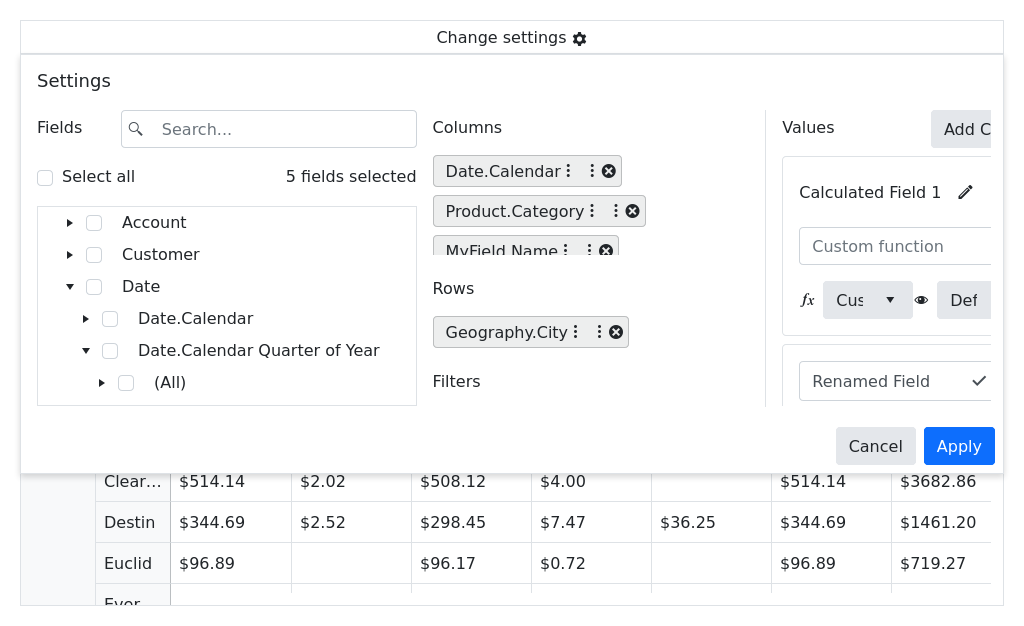 Change settings
Settings
Fields
Search...
Select all
5 fields selected
Account
Customer
Date
Date.Calendar
Date.Calendar Quarter of Year
(All)
Columns
Date.Calendar
Product.Category
MyField Name
Rows
Geography.City
Filters
Values
Add C
Calculated Field 1
Custom function
fx
Cus
Def
Renamed Field
Cancel
Apply
Clear... $514.14 $2.02 $508.12 $4.00 $514.14 $3682.86
Destin $344.69 $2.52 $298.45 $7.47 $36.25 $344.69 $1461.20
Euclid $96.89 $96.17 $0.72 $96.89 $719.27